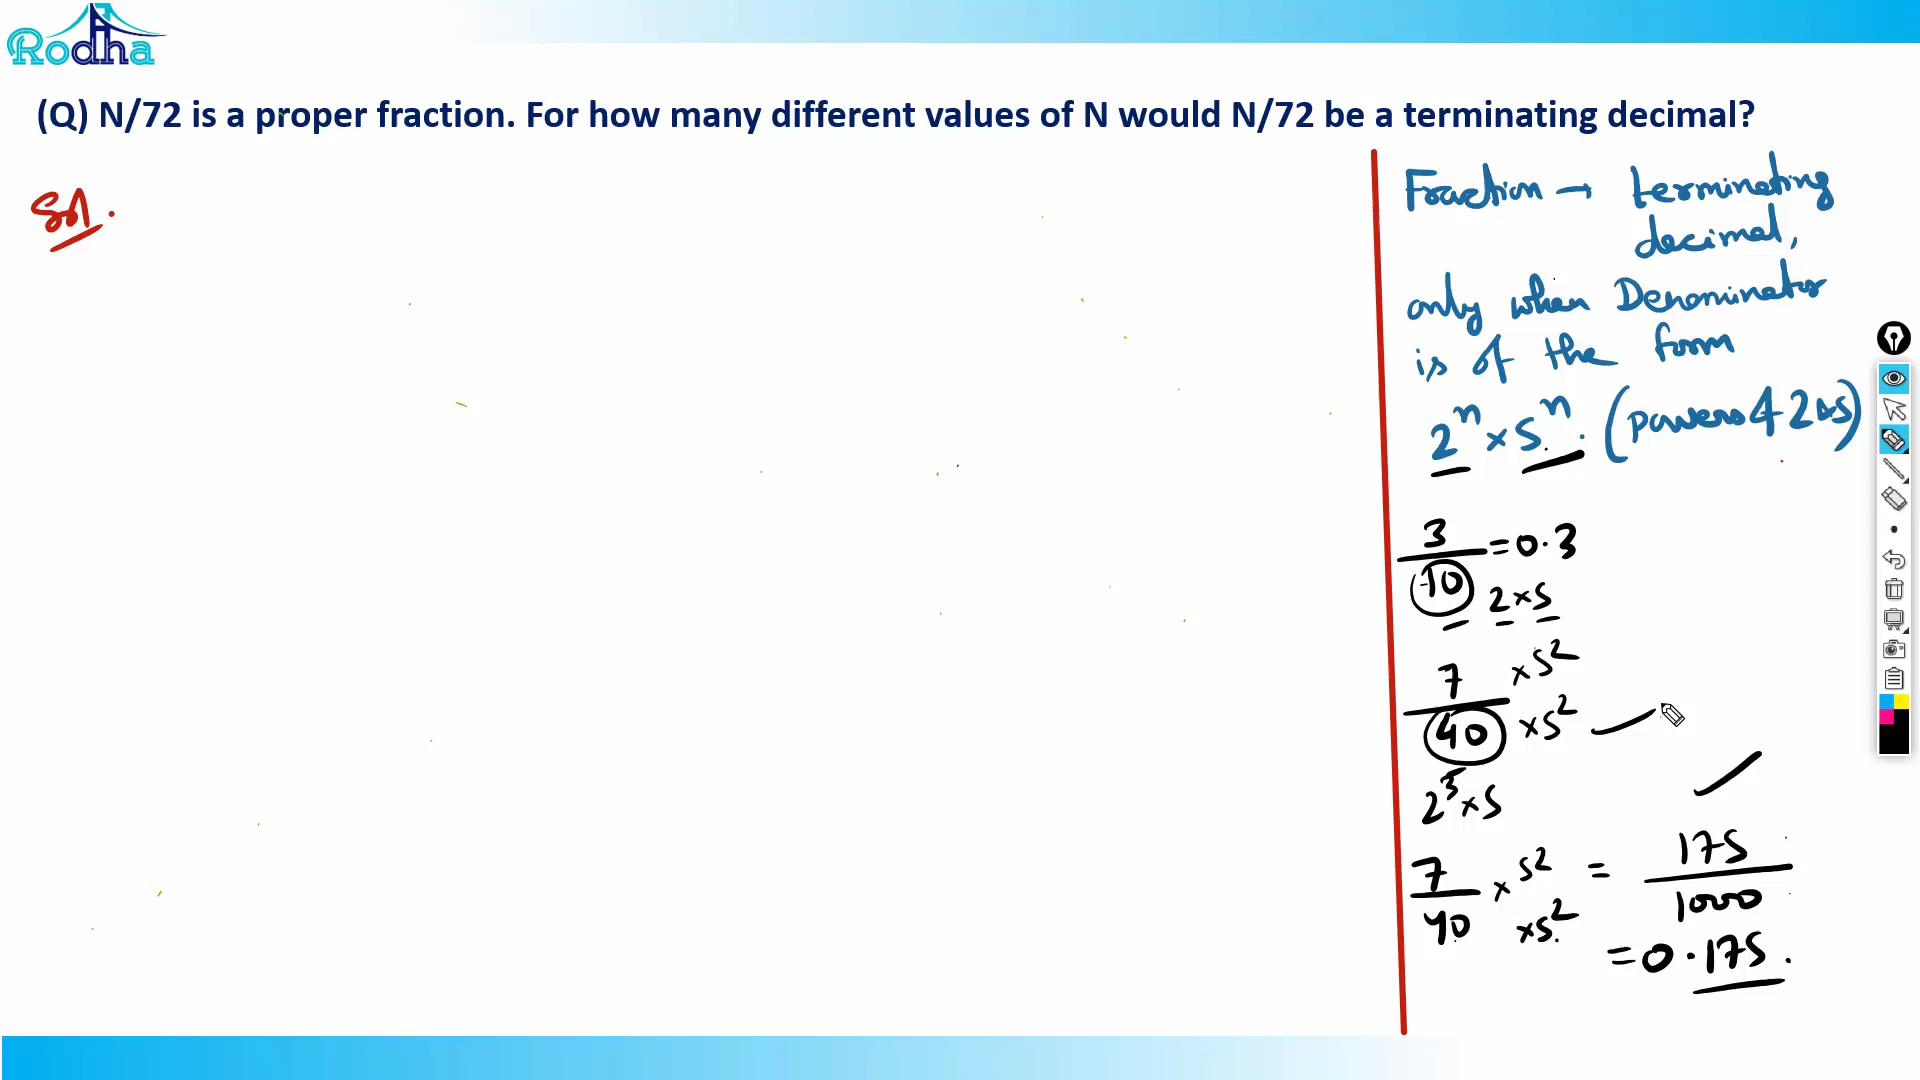 Rodha
(Q) N/72 is a proper fraction. For how many different values of N would N/72 be a terminating decimal?
Sol.
Fraction → terminating
decimal,
only when Denominator
is of the form
2ⁿ × 5ⁿ. (powers of 2 & 5)
3/10 = 0.3
2 × 5
7/40 × 5² / × 5²
2³ × 5
7/40 × 5² / × 5² = 175/1000
= 0.175.